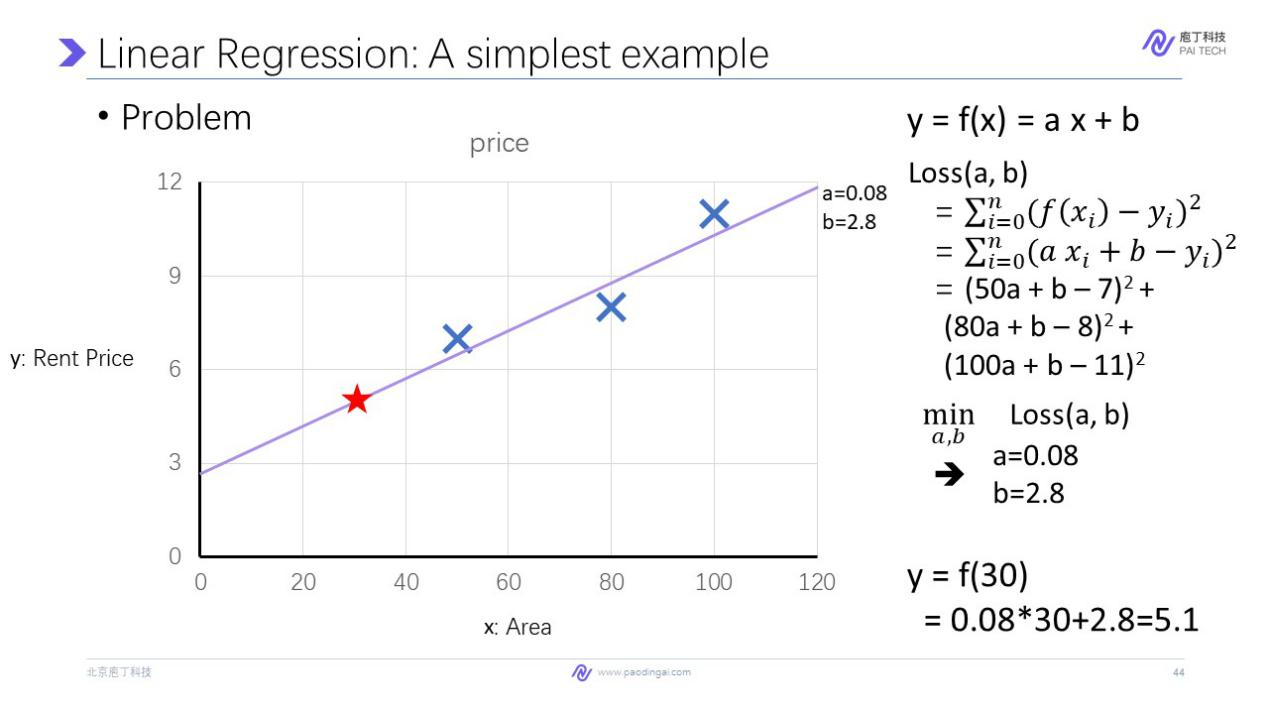 Linear Regression: A simplest example
庖丁科技
PAI TECH
• Problem
price
12
9
6
3
0
0 20 40 60 80 100 120
y: Rent Price
x: Area
a=0.08
b=2.8
y = f(x) = a x + b
Loss(a, b)
= ∑ⁿᵢ₌₀(f(xᵢ) − yᵢ)²
= ∑ⁿᵢ₌₀(a xᵢ + b − yᵢ)²
= (50a + b – 7)² +
(80a + b – 8)² +
(100a + b – 11)²
min Loss(a, b)
a,b
➔ a=0.08
b=2.8
y = f(30)
= 0.08*30+2.8=5.1
北京庖丁科技
www.paodingai.com
44